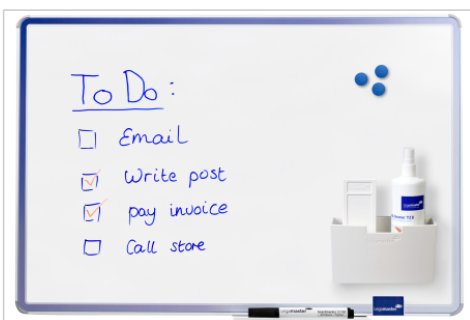 To Do:
Email
Write post
pay invoice
Call store